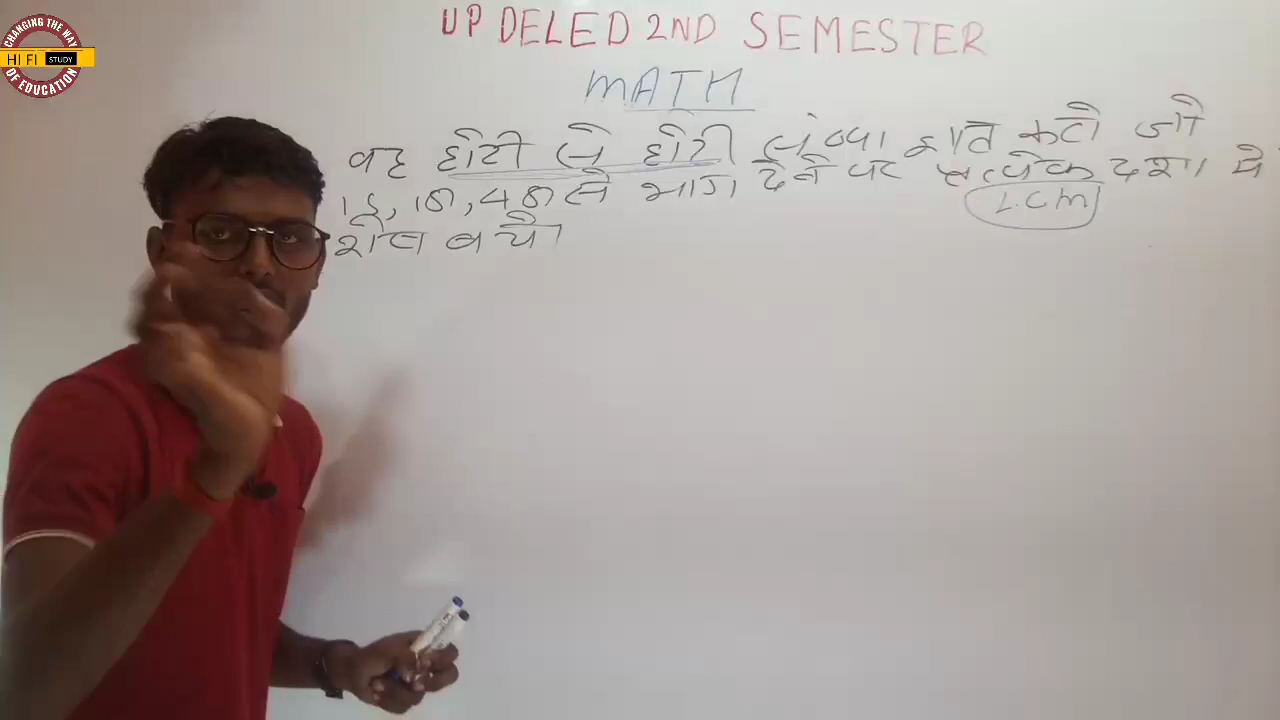 CHANGING THE WAY
HI FI STUDY
OF EDUCATION
UP DELED 2ND SEMESTER
MATH
वह छोटी से छोटी संख्या ज्ञात करो जो
18,48 से भाग देने पर प्रत्येक दशा मे
L.C.M
शेष बचे।